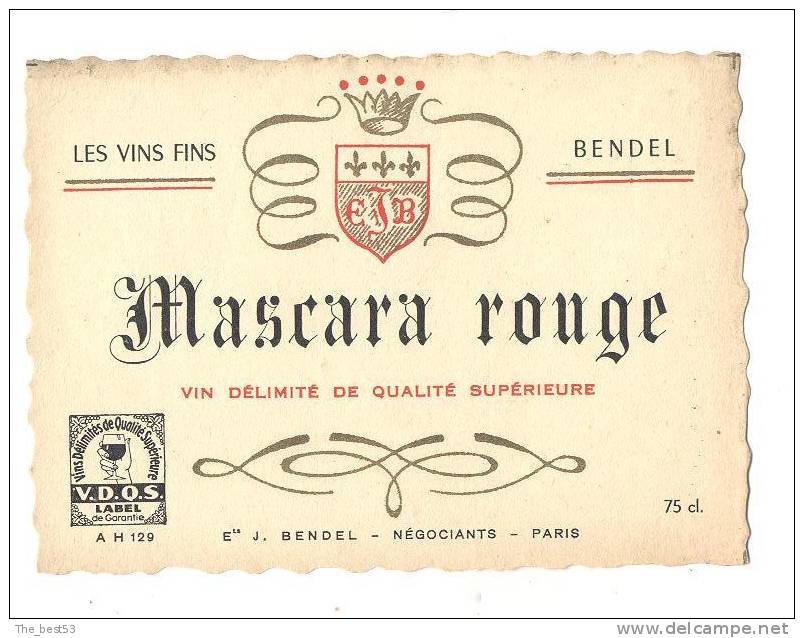 LES VINS FINS
BENDEL
EJB
Mascara rouge
VIN DÉLIMITÉ DE QUALITÉ SUPÉRIEURE
Vins Délimités de Qualité Supérieure
V.D.Q.S.
LABEL
de Garantie
A H 129
75 cl.
Ets J. BENDEL – NÉGOCIANTS – PARIS
The_best53
delcampe.net